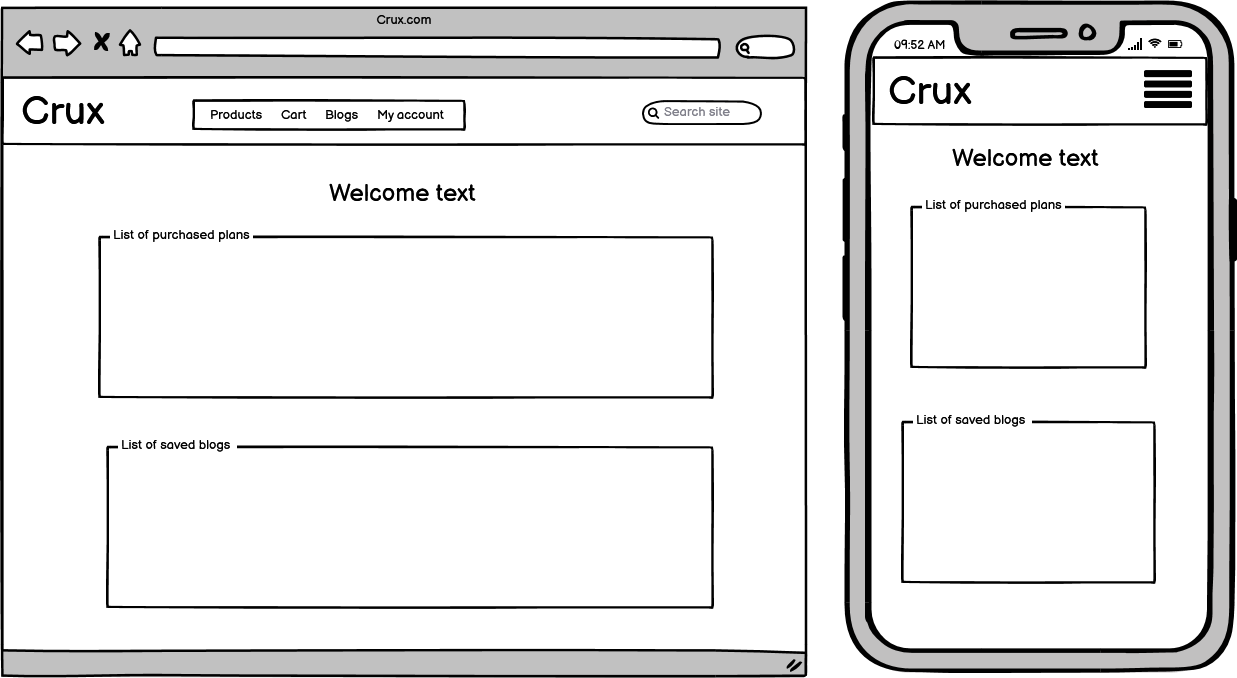 Crux.com
Crux
Products Cart Blogs My account
Search site
Welcome text
List of purchased plans
List of saved blogs
09:52 AM
Crux
Welcome text
List of purchased plans
List of saved blogs